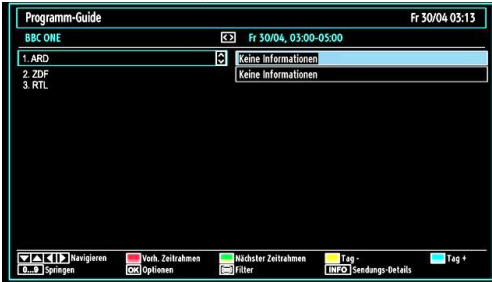 Programm-Guide Fr 30/04 03:13
BBC ONE Fr 30/04, 03:00-05:00
1. ARD Keine Informationen
2. ZDF Keine Informationen
3. RTL
Navigieren Vorh. Zeitrahmen Nächster Zeitrahmen Tag - Tag +
0...9 Springen OK Optionen Filter INFO Sendungs-Details